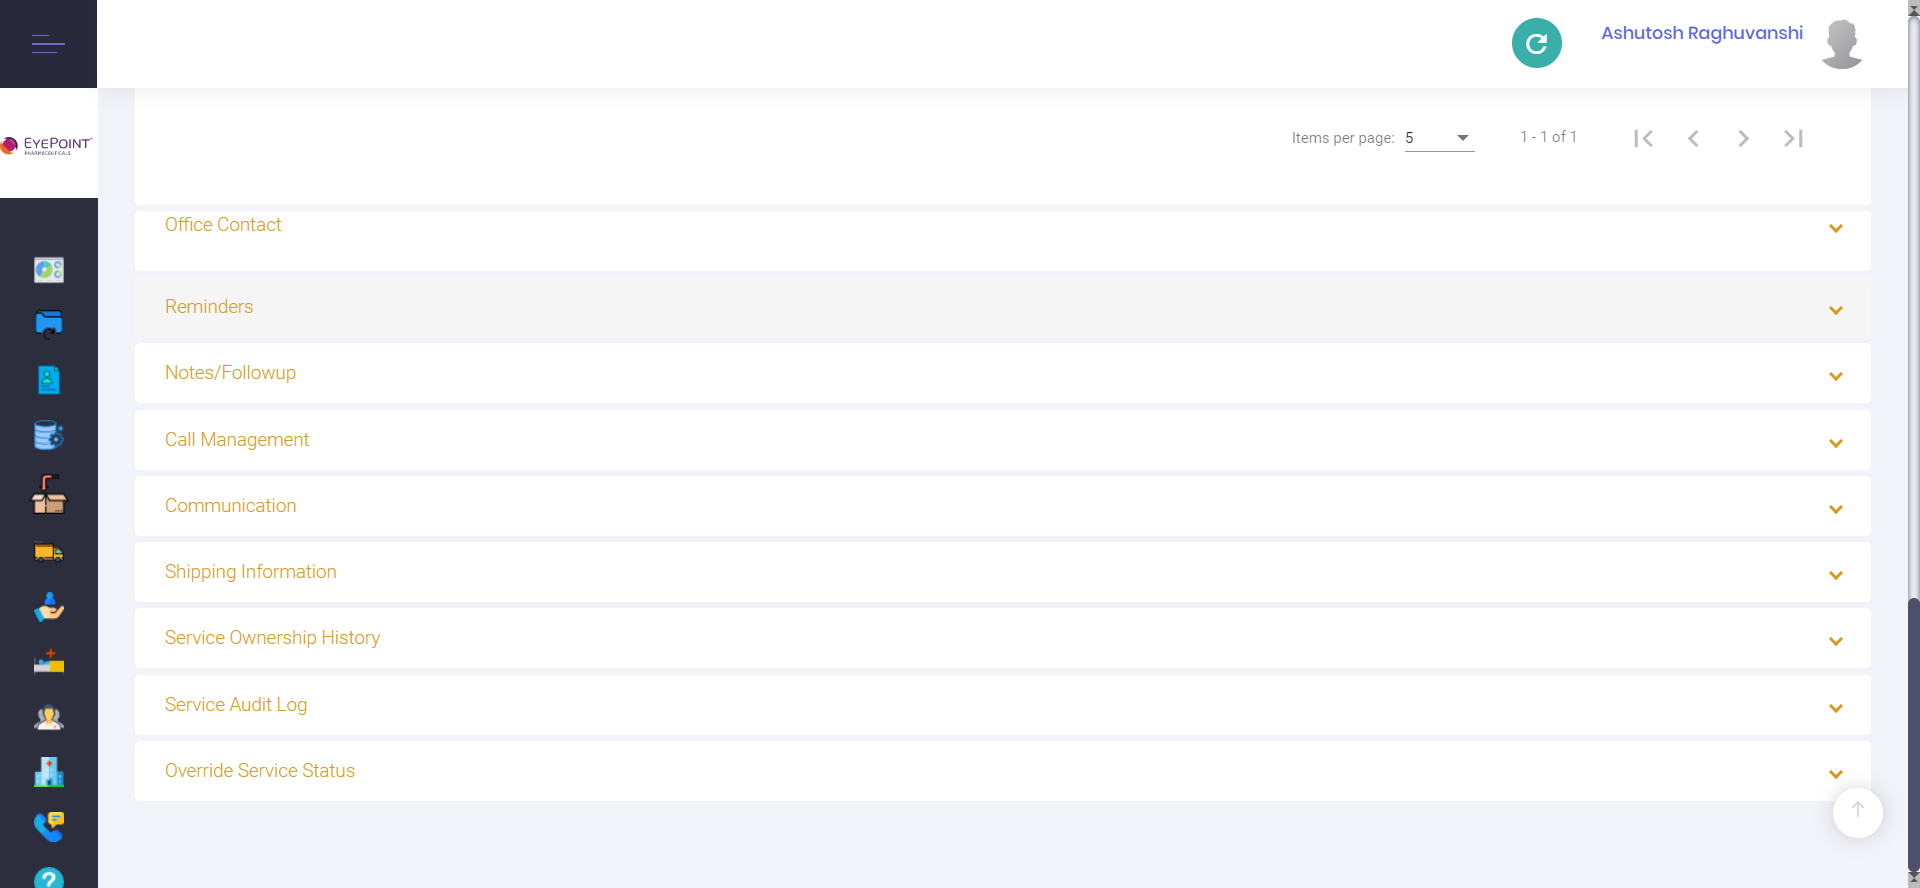 Ashutosh Raghuvanshi
EYEPOINT
PHARMACEUTICALS
Items per page: 5
1 - 1 of 1
Office Contact
Reminders
Notes/Followup
Call Management
Communication
Shipping Information
Service Ownership History
Service Audit Log
Override Service Status